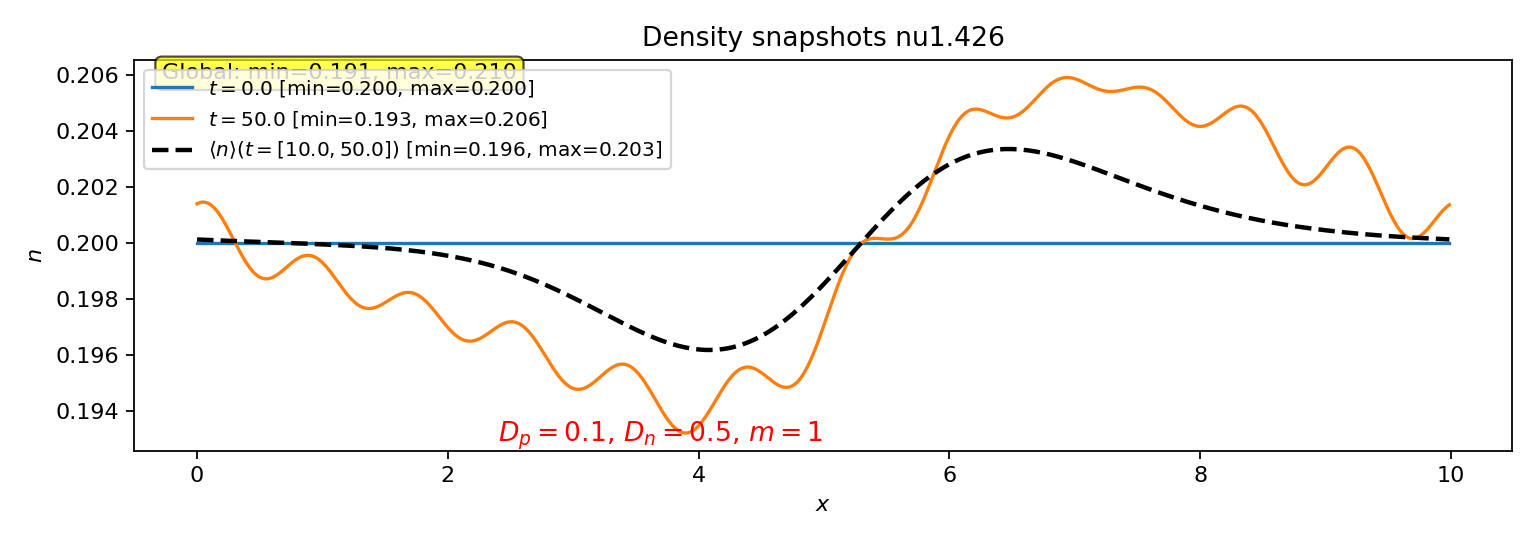 Density snapshots nu1.426
Global: min=0.191, max=0.210
t = 0.0 [min=0.200, max=0.200]
t = 50.0 [min=0.193, max=0.206]
⟨n⟩(t = [10.0, 50.0]) [min=0.196, max=0.203]
0.206
0.204
0.202
0.200
0.198
0.196
0.194
n
D_p = 0.1, D_n = 0.5, m = 1
0 2 4 6 8 10
x